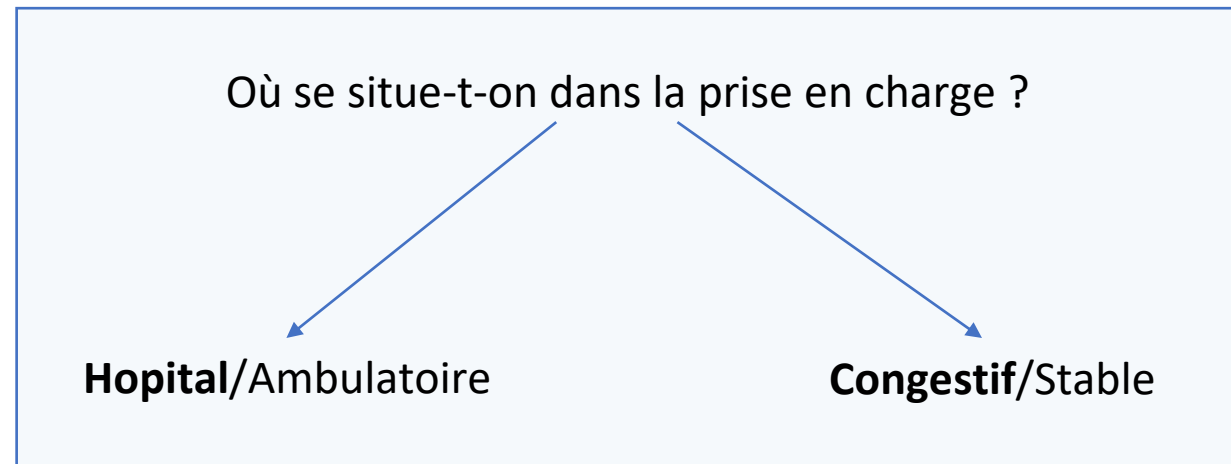 Où se situe-t-on dans la prise en charge ?
Hopital/Ambulatoire
Congestif/Stable